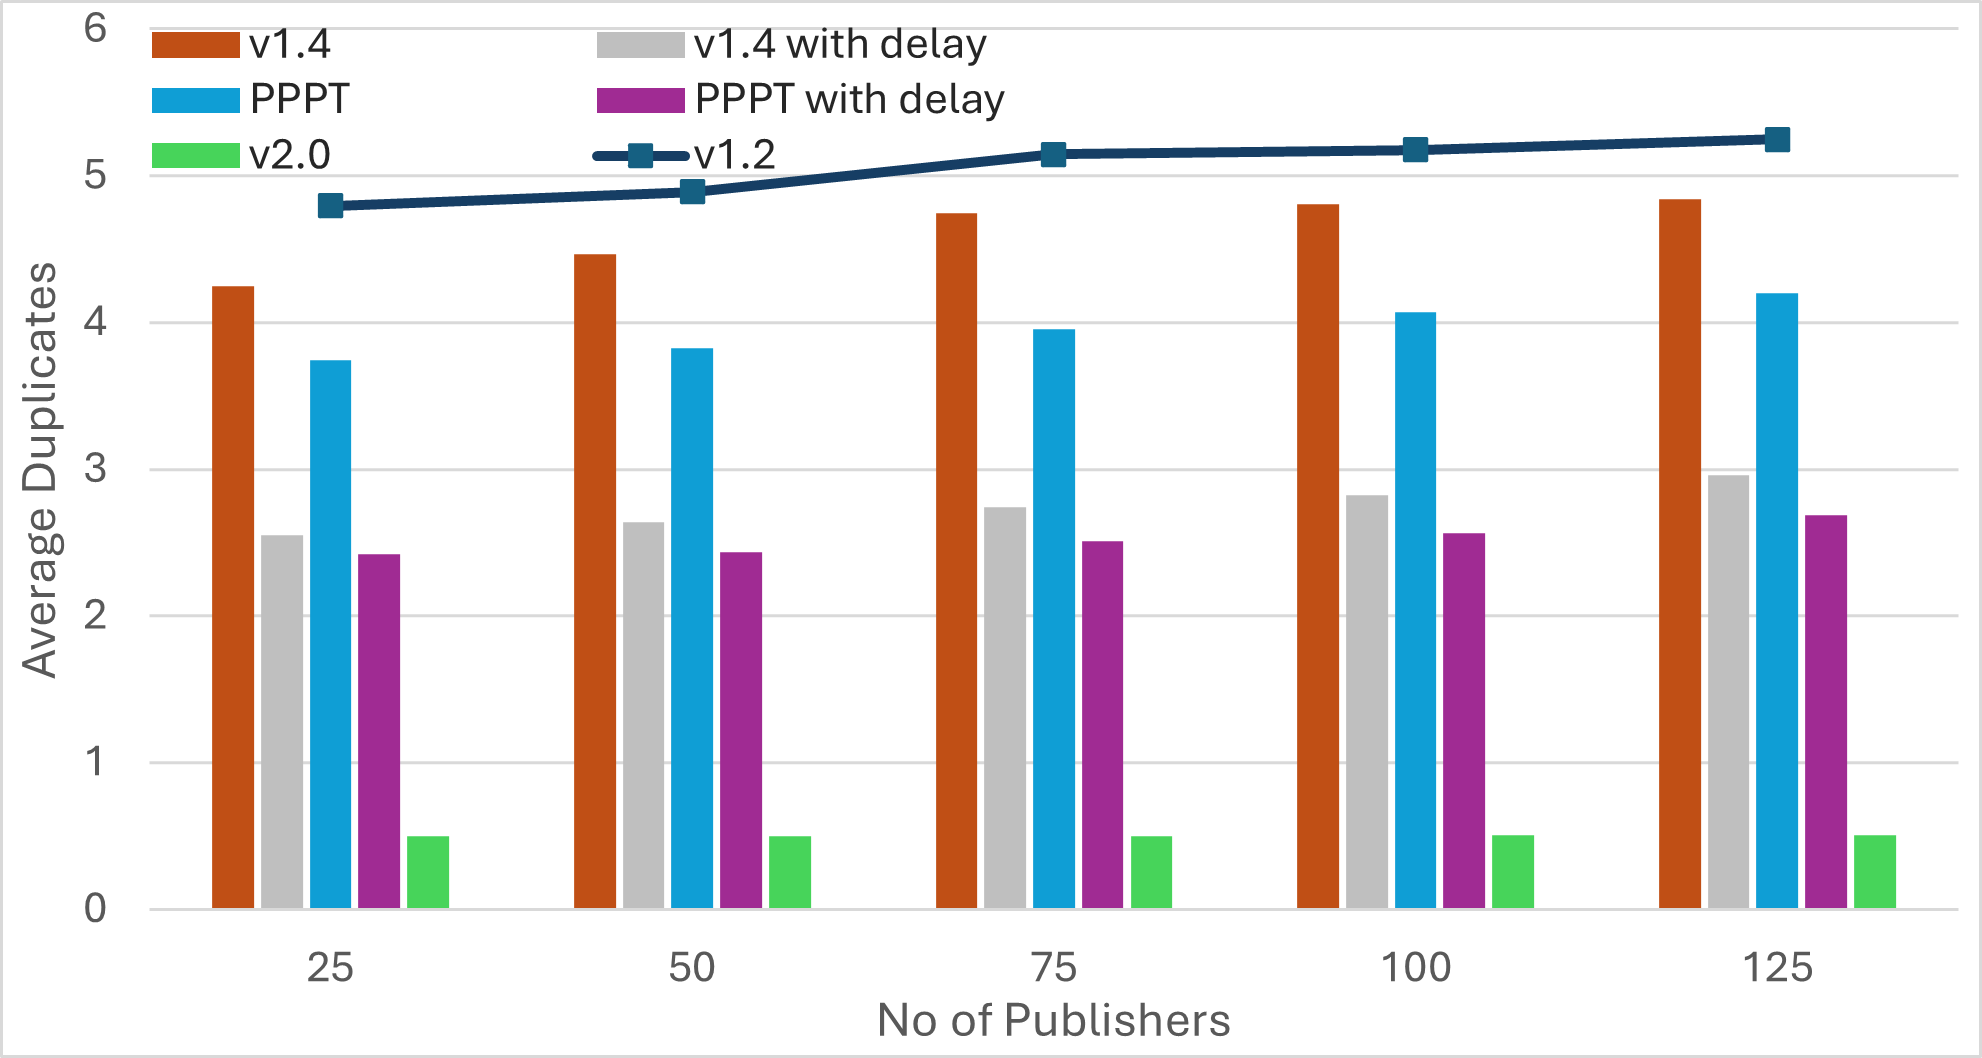 6
v1.4
v1.4 with delay
PPPT
PPPT with delay
v2.0
v1.2
5
4
3
2
1
0
Average Duplicates
25 50 75 100 125
No of Publishers